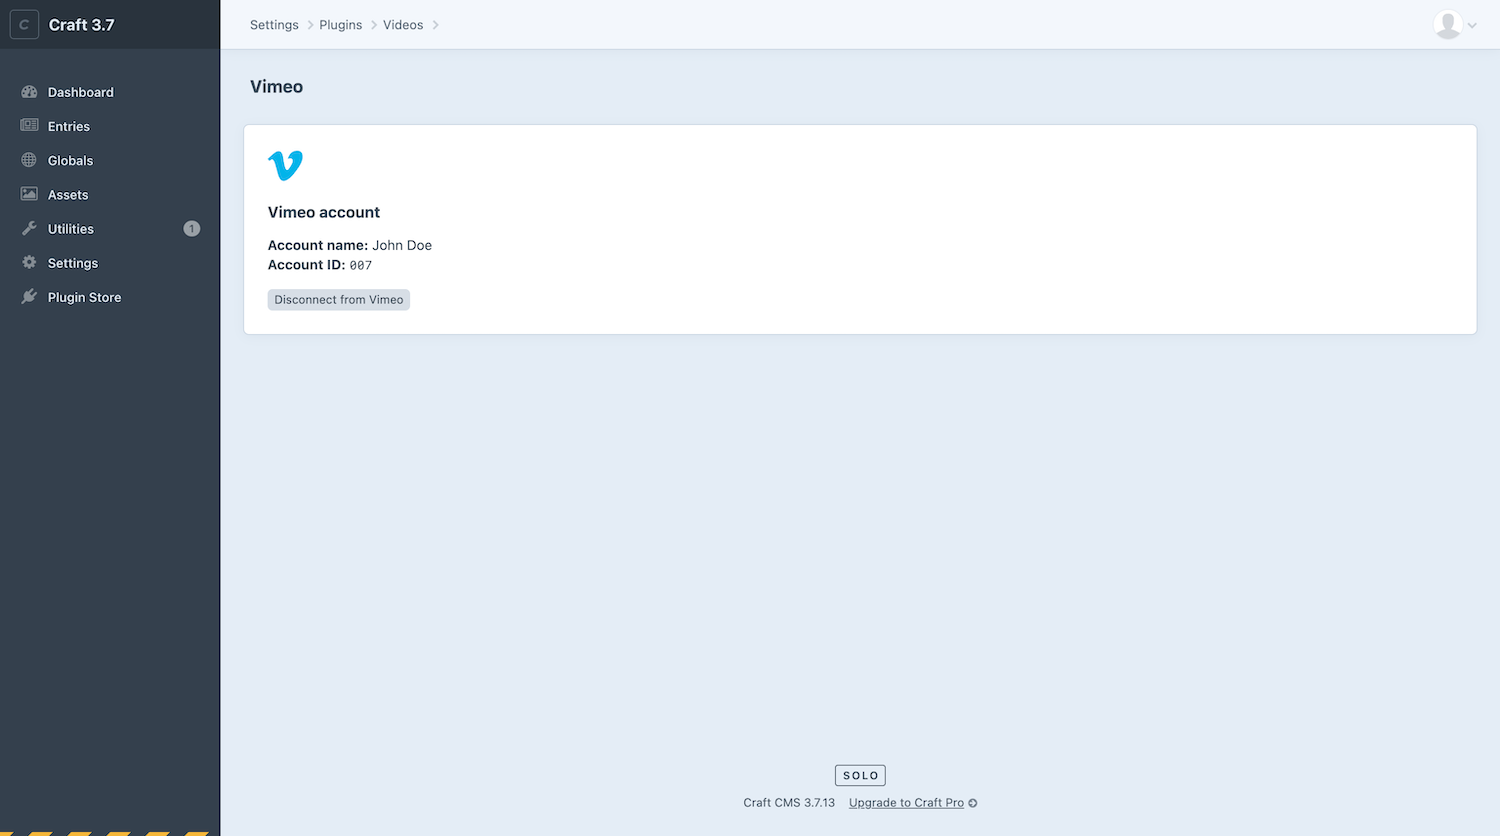 C Craft 3.7
Settings Plugins Videos
Dashboard
Entries
Globals
Assets
Utilities 1
Settings
Plugin Store
Vimeo
Vimeo account
Account name: John Doe
Account ID: 007
Disconnect from Vimeo
SOLO
Craft CMS 3.7.13 Upgrade to Craft Pro